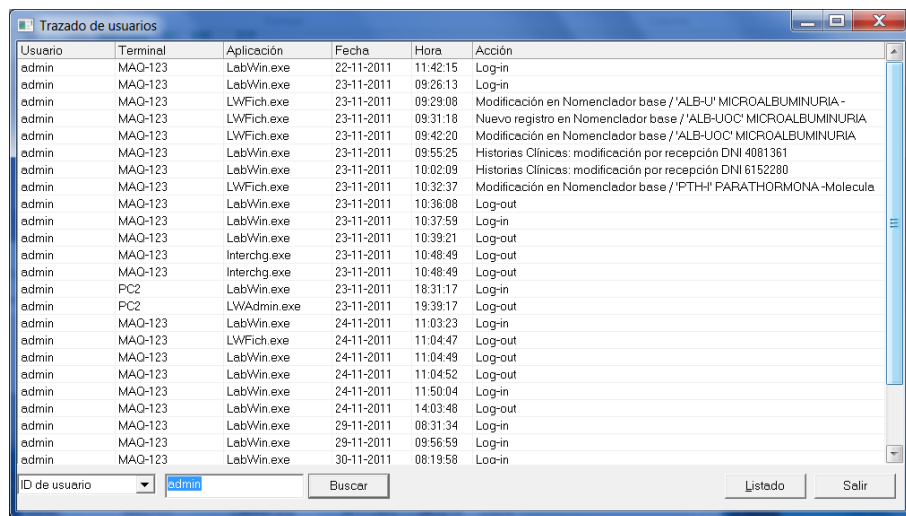 Trazado de usuarios
Usuario Terminal Aplicación Fecha Hora Acción
admin MAQ-123 LabWin.exe 22-11-2011 11:42:15 Log-in
admin MAQ-123 LabWin.exe 23-11-2011 09:26:13 Log-in
admin MAQ-123 LWFich.exe 23-11-2011 09:29:08 Modificación en Nomenclador base / 'ALB-U' MICROALBUMINURIA -
admin MAQ-123 LWFich.exe 23-11-2011 09:31:18 Nuevo registro en Nomenclador base / 'ALB-UOC' MICROALBUMINURIA
admin MAQ-123 LWFich.exe 23-11-2011 09:42:20 Modificación en Nomenclador base / 'ALB-UOC' MICROALBUMINURIA
admin MAQ-123 LabWin.exe 23-11-2011 09:55:25 Historias Clínicas: modificación por recepción DNI 4081361
admin MAQ-123 LabWin.exe 23-11-2011 10:02:09 Historias Clínicas: modificación por recepción DNI 6152280
admin MAQ-123 LWFich.exe 23-11-2011 10:32:37 Modificación en Nomenclador base / 'PTH-I' PARATHORMONA -Molecula
admin MAQ-123 LabWin.exe 23-11-2011 10:36:08 Log-out
admin MAQ-123 LabWin.exe 23-11-2011 10:37:59 Log-in
admin MAQ-123 LabWin.exe 23-11-2011 10:39:21 Log-out
admin MAQ-123 Interchg.exe 23-11-2011 10:48:49 Log-out
admin MAQ-123 Interchg.exe 23-11-2011 10:48:49 Log-out
admin PC2 LabWin.exe 23-11-2011 18:31:17 Log-in
admin PC2 LWAdmin.exe 23-11-2011 19:39:17 Log-out
admin MAQ-123 LabWin.exe 24-11-2011 11:03:23 Log-in
admin MAQ-123 LWFich.exe 24-11-2011 11:04:47 Log-out
admin MAQ-123 LabWin.exe 24-11-2011 11:04:49 Log-out
admin MAQ-123 LabWin.exe 24-11-2011 11:04:52 Log-out
admin MAQ-123 LabWin.exe 24-11-2011 11:50:04 Log-in
admin MAQ-123 LabWin.exe 24-11-2011 14:03:48 Log-out
admin MAQ-123 LabWin.exe 29-11-2011 08:31:34 Log-in
admin MAQ-123 LabWin.exe 29-11-2011 09:56:59 Log-in
admin MAQ-123 LabWin.exe 30-11-2011 08:19:58 Log-in
ID de usuario admin Buscar Listado Salir